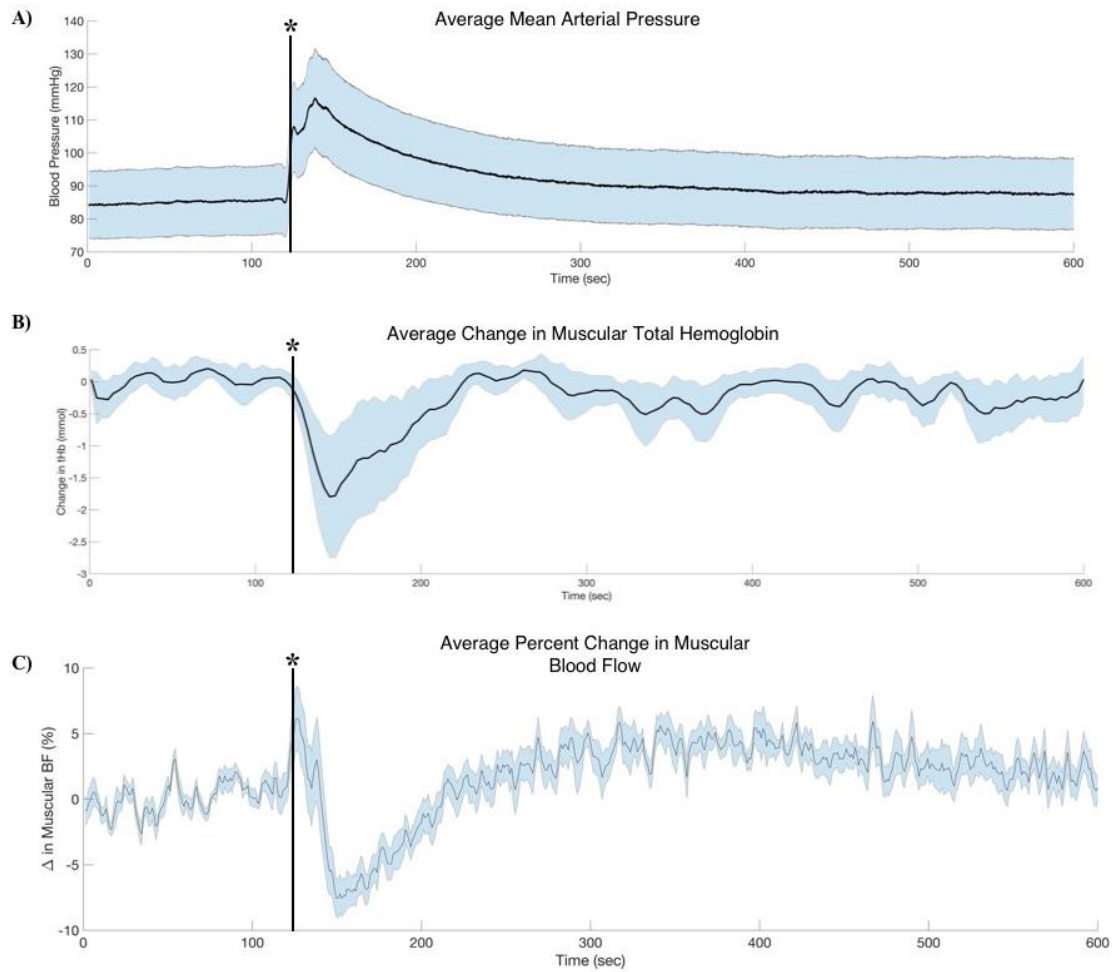 A)
Average Mean Arterial Pressure
*
140
130
120
110
100
90
80
70
Blood Pressure (mmHg)
0 100 200 300 400 500 600
Time (sec)
B)
Average Change in Muscular Total Hemoglobin
*
0.5
0
-0.5
-1
-1.5
-2
-2.5
-3
Change in tHb (mmol)
0 100 200 300 400 500 600
Time (sec)
C)
Average Percent Change in Muscular
Blood Flow
*
10
5
0
-5
-10
Δ in Muscular BF (%)
0 100 200 300 400 500 600
Time (sec)